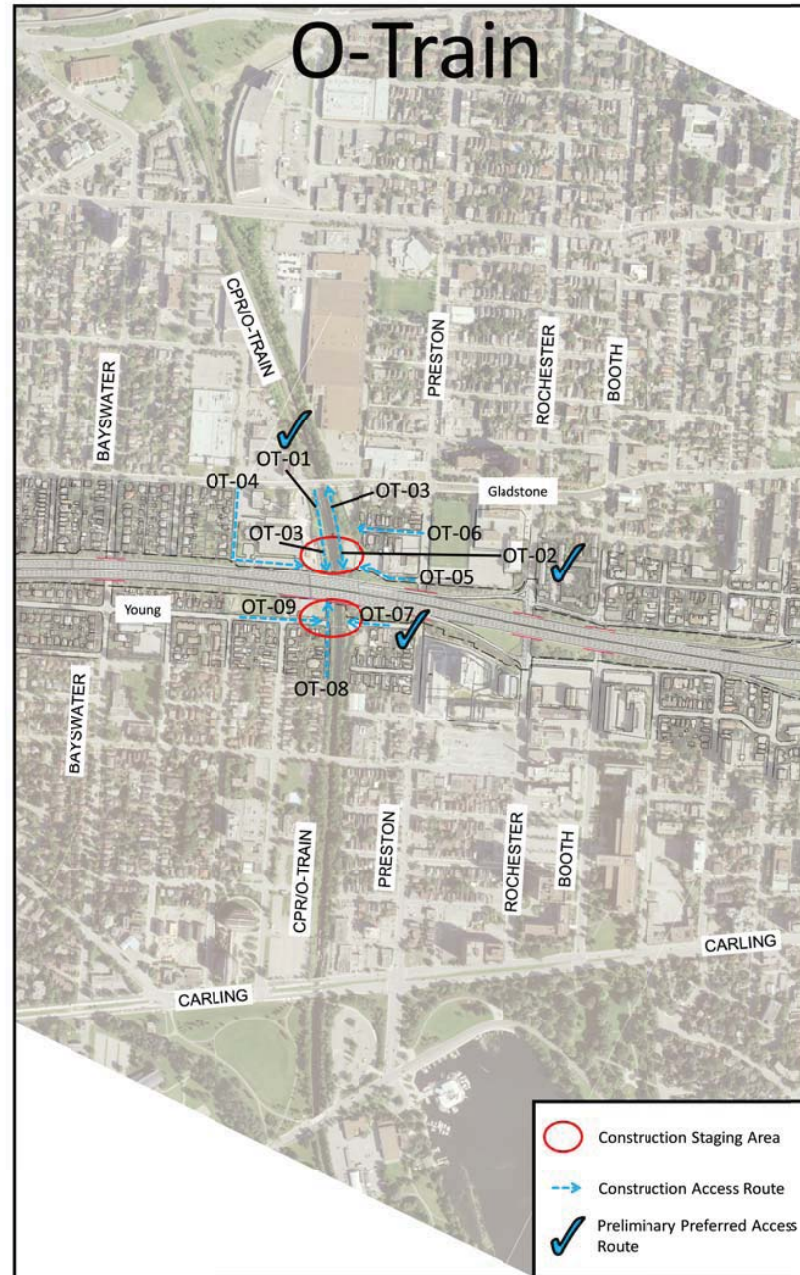 O-Train
CPR/O-TRAIN
PRESTON
ROCHESTER
BOOTH
BAYSWATER
OT-01
OT-04
OT-03
Gladstone
OT-06
OT-03
OT-02
OT-05
Young
OT-09
OT-07
OT-08
BAYSWATER
CPR/O-TRAIN
PRESTON
ROCHESTER
BOOTH
CARLING
CARLING
Construction Staging Area
Construction Access Route
Preliminary Preferred Access
Route